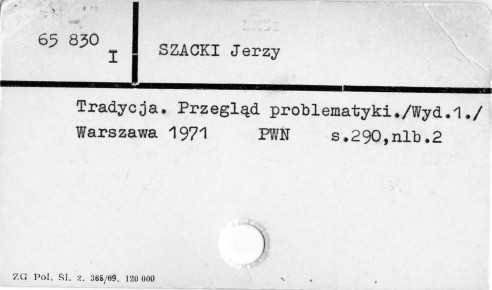 65 830
I
SZACKI Jerzy
Tradycja. Przegląd problematyki./Wyd.1./
Warszawa 1971 PWN s.290,nlb.2
ZG Pol. Śl. z. 365/69. 120 000